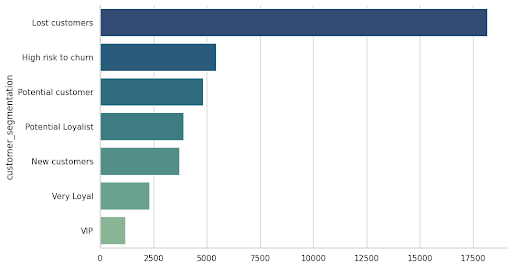 customer_segmentation
Lost customers
High risk to churn
Potential customer
Potential Loyalist
New customers
Very Loyal
VIP
0 2500 5000 7500 10000 12500 15000 17500